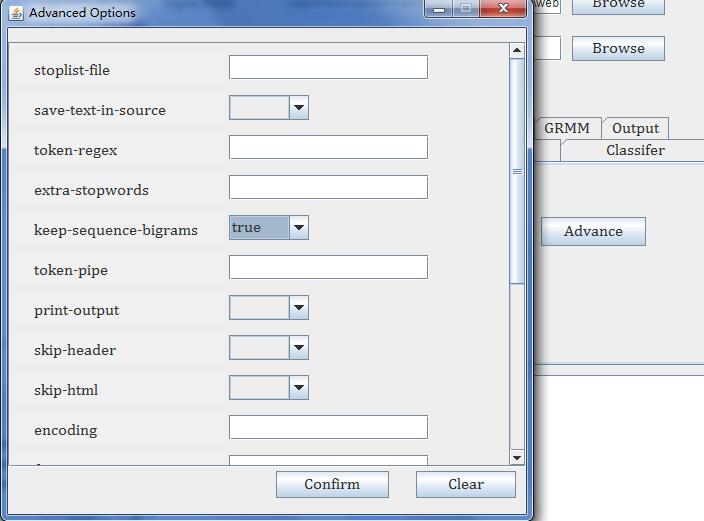 Advanced Options
web
Browse
Browse
stoplist-file
save-text-in-source
token-regex
GRMM
Output
Classifer
extra-stopwords
keep-sequence-bigrams
true
Advance
token-pipe
print-output
skip-header
skip-html
encoding
Confirm
Clear